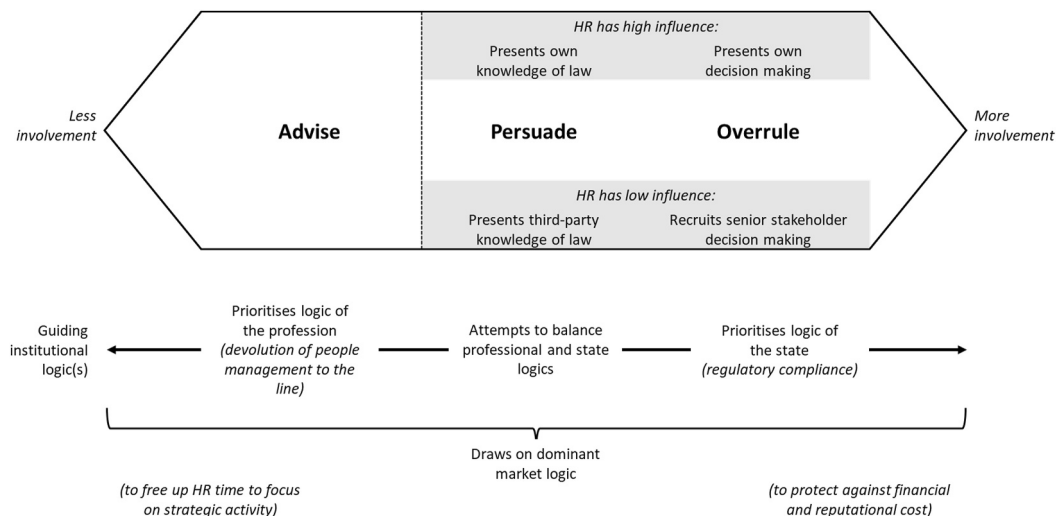 HR has high influence:
Presents own
knowledge of law
Presents own
decision making
Less
involvement
Advise
Persuade
Overrule
More
involvement
HR has low influence:
Presents third-party
knowledge of law
Recruits senior stakeholder
decision making
Guiding
institutional
logic(s)
Prioritises logic of
the profession
(devolution of people
management to the
line)
Attempts to balance
professional and state
logics
Prioritises logic of
the state
(regulatory compliance)
Draws on dominant
market logic
(to free up HR time to focus
on strategic activity)
(to protect against financial
and reputational cost)